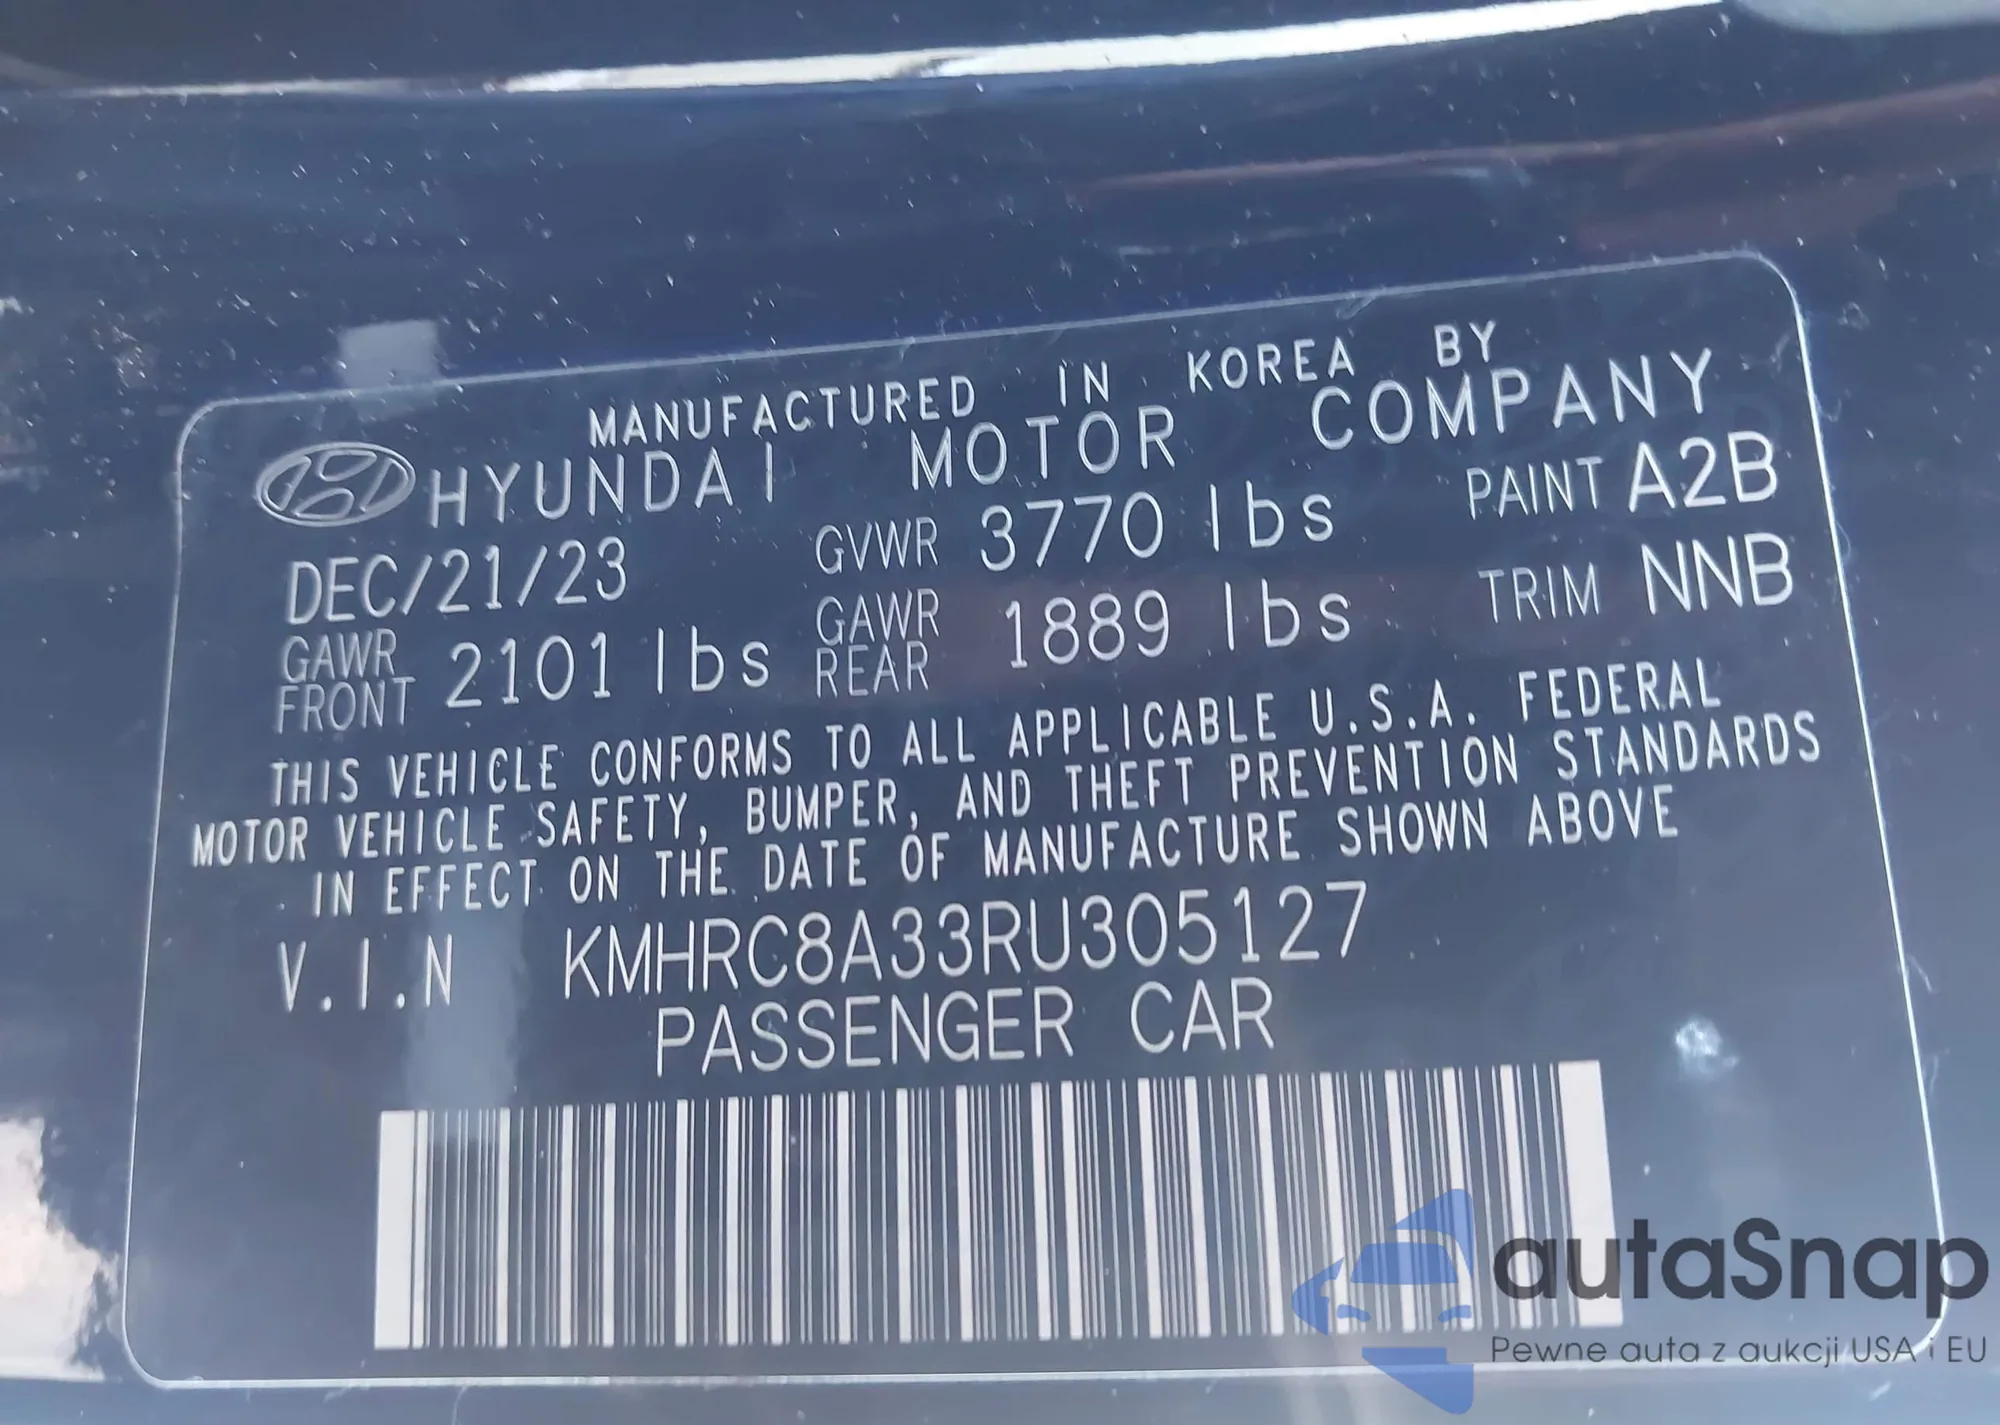 MANUFACTURED IN KOREA BY
HYUNDAI MOTOR COMPANY
DEC/21/23 GVWR 3770 lbs PAINT A2B
GAWR FRONT 2101 lbs GAWR REAR 1889 lbs TRIM NNB
THIS VEHICLE CONFORMS TO ALL APPLICABLE U.S.A. FEDERAL
MOTOR VEHICLE SAFETY, BUMPER, AND THEFT PREVENTION STANDARDS
IN EFFECT ON THE DATE OF MANUFACTURE SHOWN ABOVE
V.I.N KMHRC8A33RU305127
PASSENGER CAR
autaSnap
Pewne auta z aukcji USA i EU